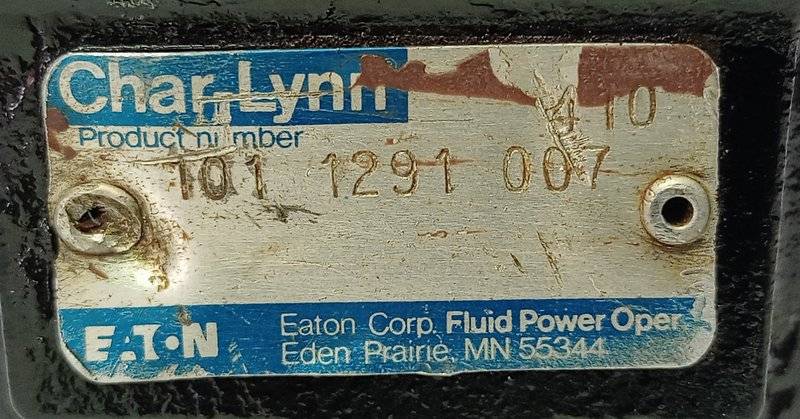 Char-Lynn
410
Product number
101 1291 007
EATON
Eaton Corp. Fluid Power Oper
Eden Prairie, MN 55344